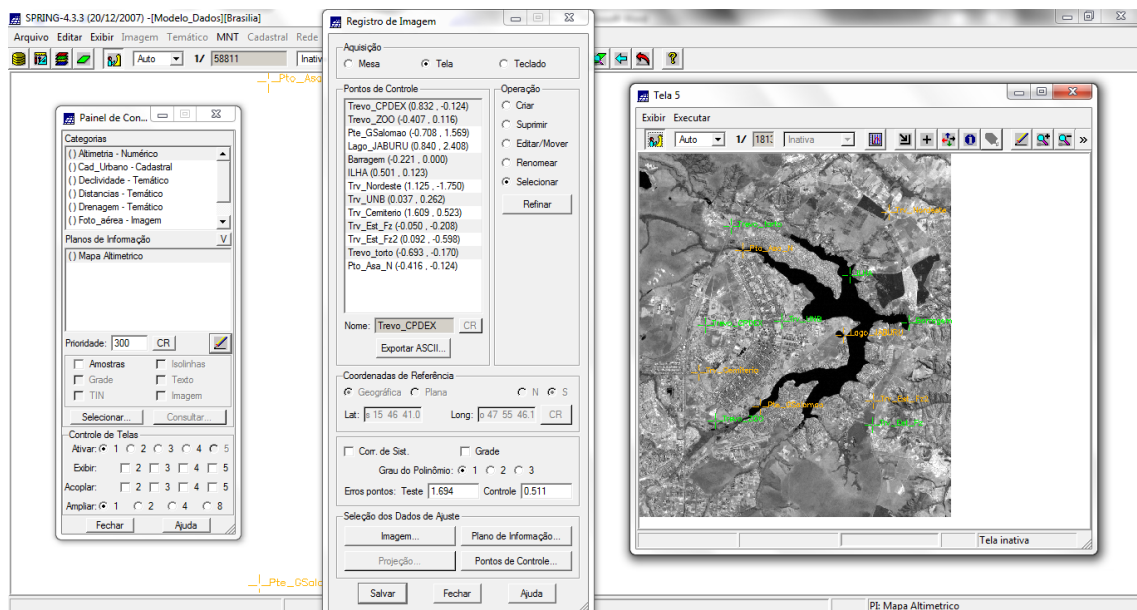 SPRING-4.3.3 (20/12/2007) -[Modelo_Dados][Brasilia]
Arquivo Editar Exibir Imagem Temático MNT Cadastral Rede
Auto 1/ 58811 Inativ
Painel de Con...
Categorias
( ) Altimetria - Numérico
( ) Cad_Urbano - Cadastral
( ) Declividade - Temático
( ) Distancias - Temático
( ) Drenagem - Temático
( ) Foto_aérea - Imagem
Planos de Informação V
( ) Mapa Altimetrico
Prioridade: 300 CR
Amostras Isolinhas
Grade Texto
TIN Imagem
Selecionar... Consultar...
Controle de Telas
Ativar: 1 2 3 4 5
Exibir: 2 3 4 5
Acoplar: 2 3 4 5
Ampliar: 1 2 4 8
Fechar Ajuda
Pte_GSalo
Registro de Imagem
Aquisição
Mesa Tela Teclado
Pontos de Controle
Trevo_CPDEX (0.832 , -0.124)
Trevo_ZOO (-0.407 , 0.116)
Pte_GSalomao (-0.708 , 1.569)
Lago_JABURU (0.840 , 2.408)
Barragem (-0.221 , 0.000)
ILHA (0.501 , 0.123)
Trv_Nordeste (1.125 , -1.750)
Trv_UNB (0.037 , 0.262)
Trv_Cemiterio (1.609 , 0.523)
Trv_Est_Fz (-0.050 , -0.208)
Trv_Est_Fz2 (0.092 , -0.598)
Trevo_torto (-0.693 , -0.170)
Pto_Asa_N (-0.416 , -0.124)
Nome: Trevo_CPDEX CR
Exportar ASCII...
Operação
Criar
Suprimir
Editar/Mover
Renomear
Selecionar
Refinar
Coordenadas de Referência
Geográfica Plana N S
Lat: s 15 46 41.0 Long: o 47 55 46.1 CR
Corr. de Sist. Grade
Grau do Polinômio: 1 2 3
Erros pontos: Teste 1.694 Controle 0.511
Seleção dos Dados de Ajuste
Imagem... Plano de Informação...
Projeção... Pontos de Controle...
Salvar Fechar Ajuda
Tela 5
Exibir Executar
Auto 1/ 1813 Inativa »
Tela inativa
PI: Mapa Altimetrico